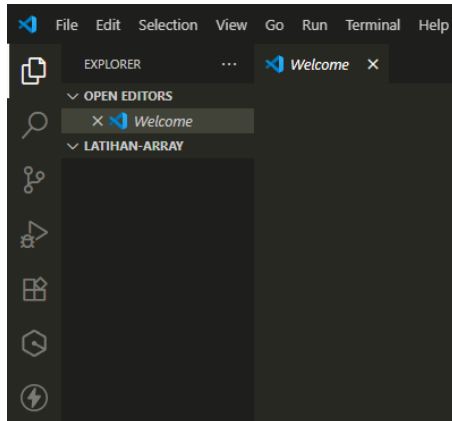 File Edit Selection View Go Run Terminal Help
EXPLORER ... Welcome ×
OPEN EDITORS
× Welcome
LATIHAN-ARRAY